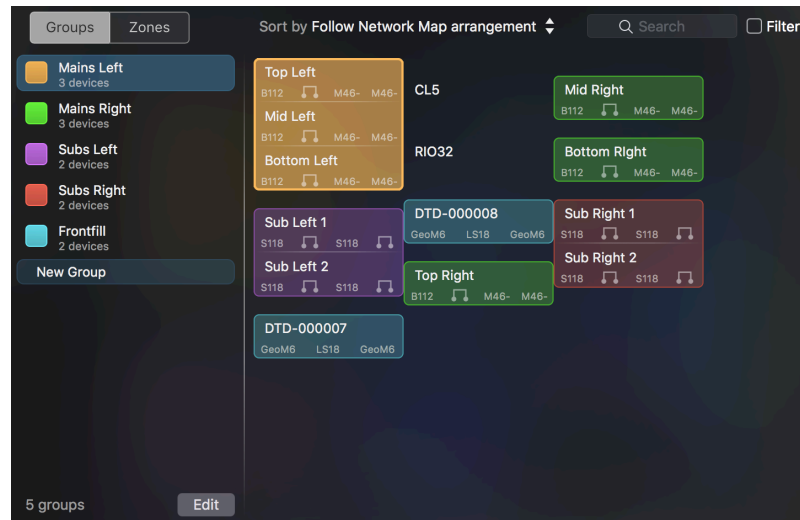 Groups Zones Sort by Follow Network Map arrangement Search Filter
Mains Left
3 devices
Mains Right
3 devices
Subs Left
2 devices
Subs Right
2 devices
Frontfill
2 devices
New Group
5 groups Edit
Top Left
B112 M46- M46-
Mid Left
B112 M46- M46-
Bottom Left
B112 M46- M46-
Sub Left 1
S118 S118
Sub Left 2
S118 S118
DTD-000007
GeoM6 LS18 GeoM6
CL5
RIO32
DTD-000008
GeoM6 LS18 GeoM6
Top Right
B112 M46- M46-
Mid Right
B112 M46- M46-
Bottom RIght
B112 M46- M46-
Sub Right 1
S118 S118
Sub Right 2
S118 S118